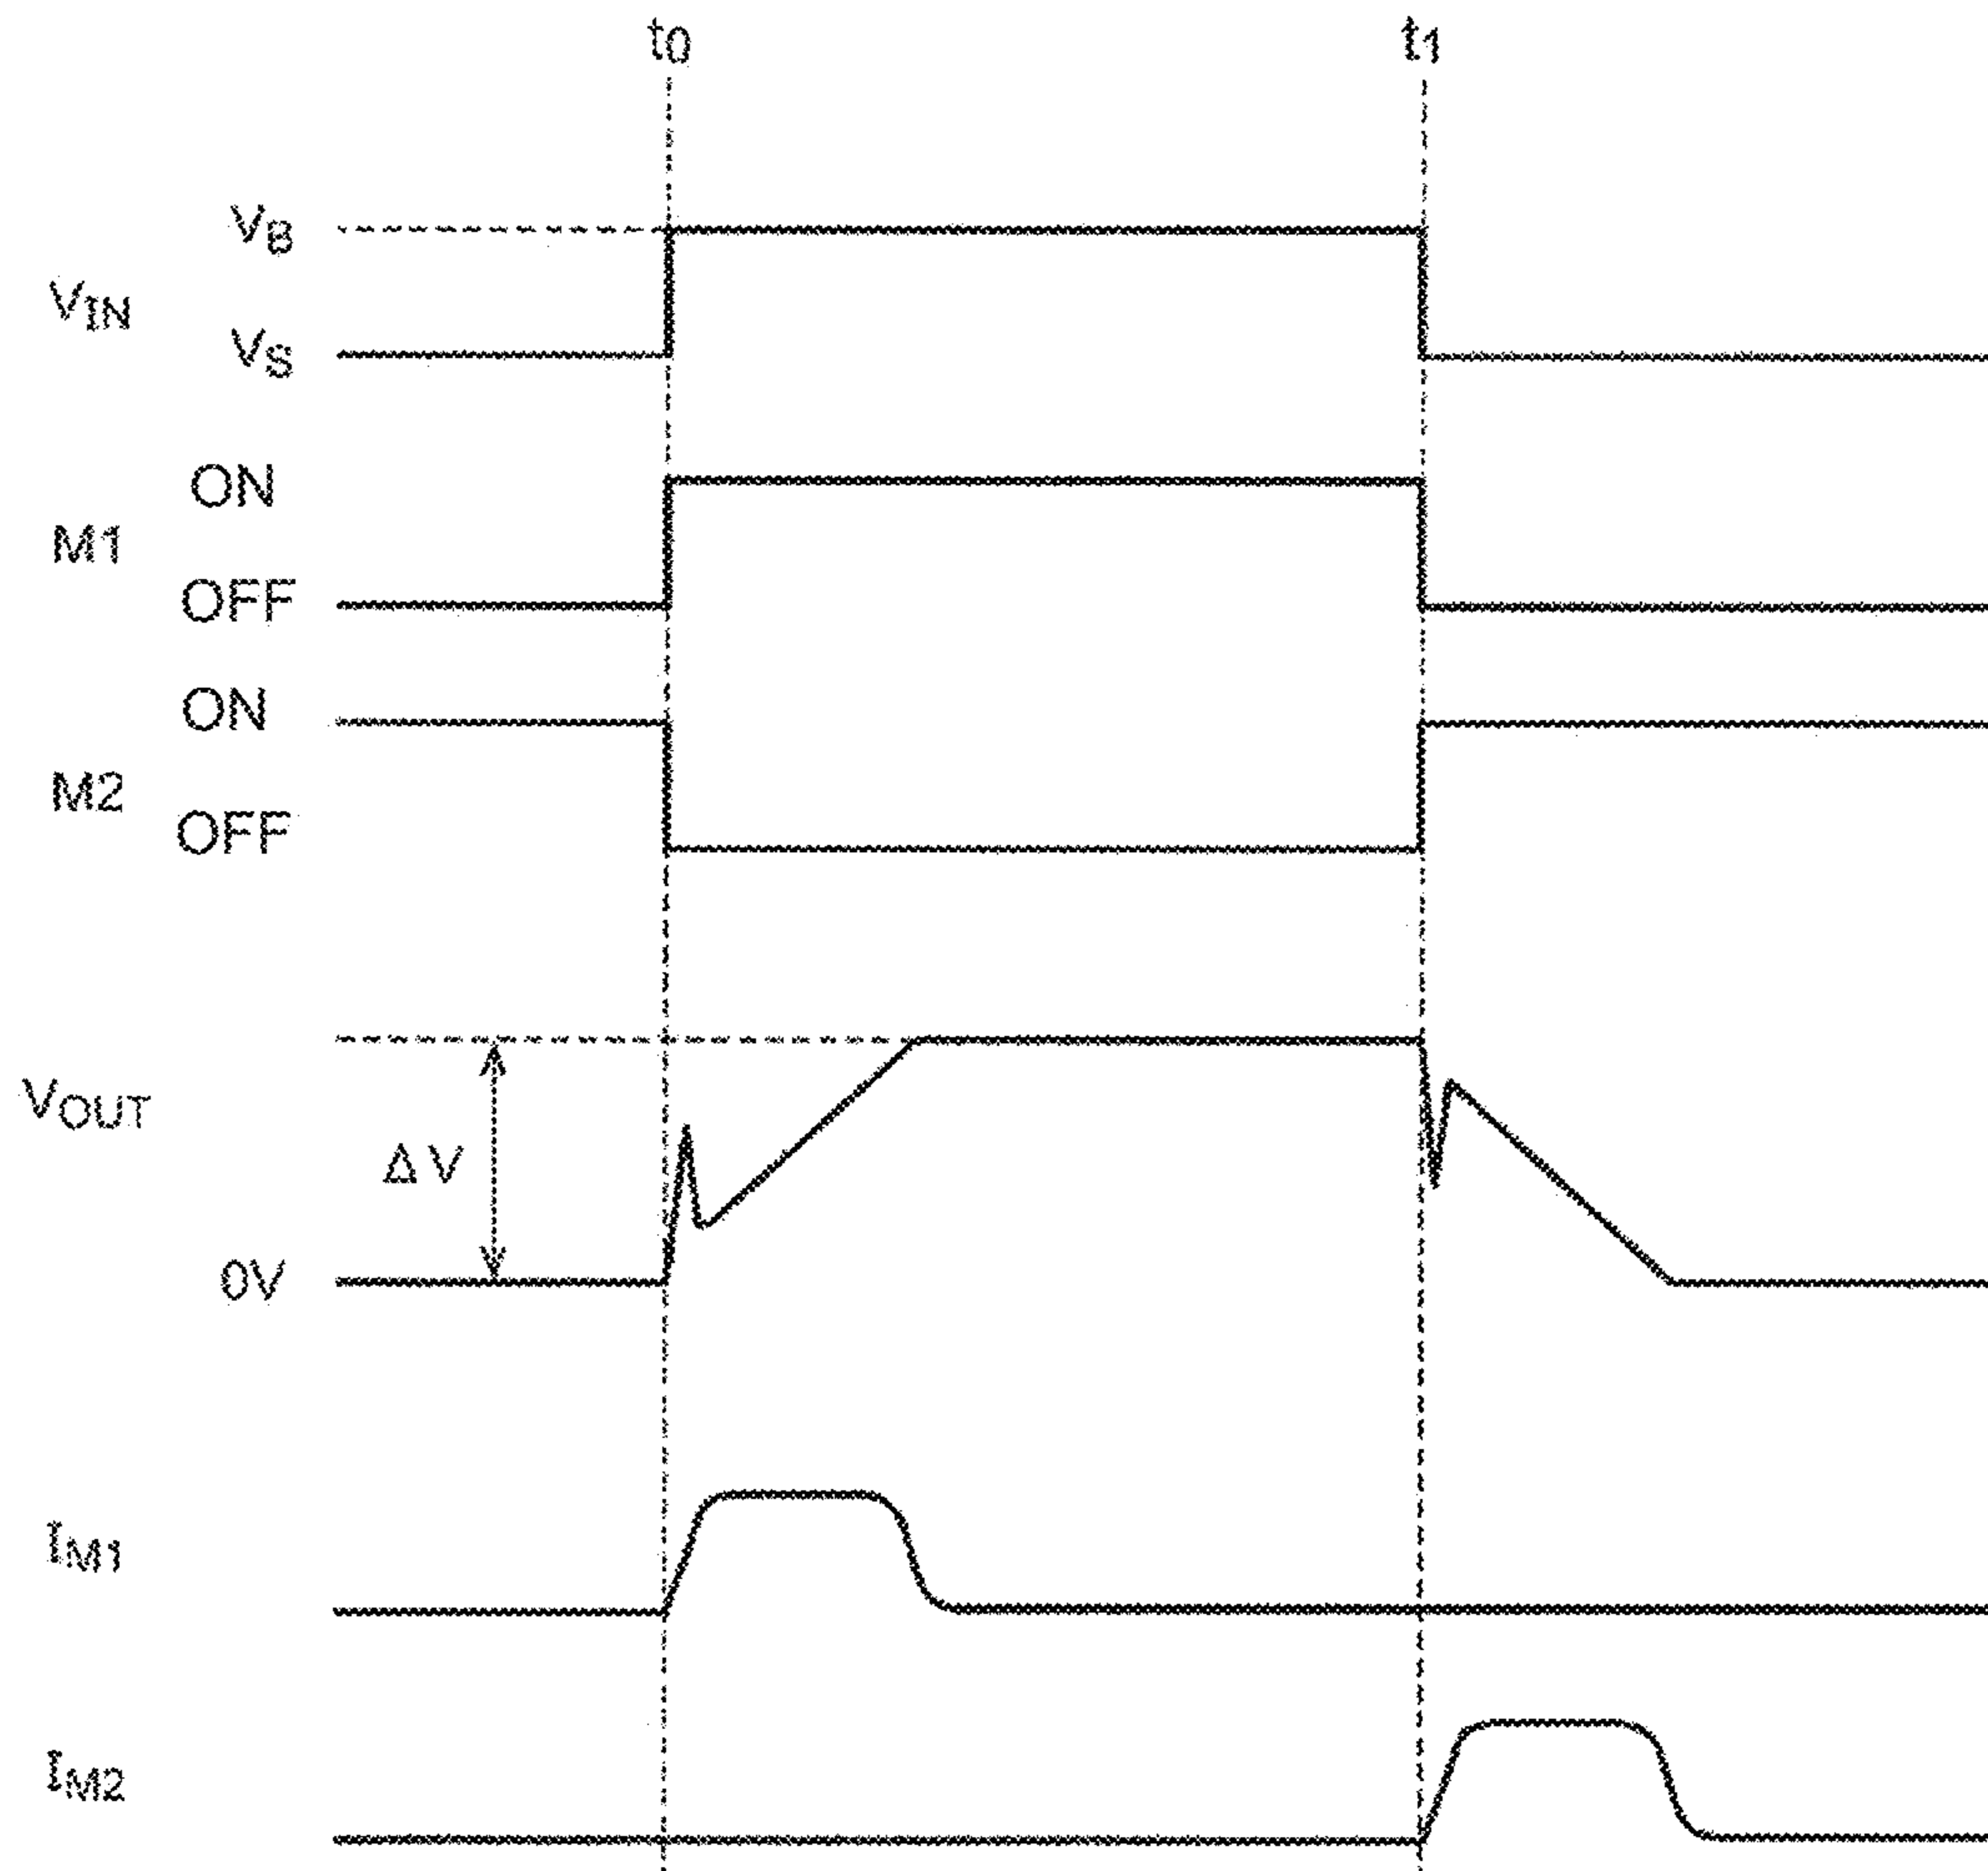 t0 t1
VB
VIN
VS
ON
M1
OFF
ON
M2
OFF
VOUT
ΔV
0V
IM1
IM2